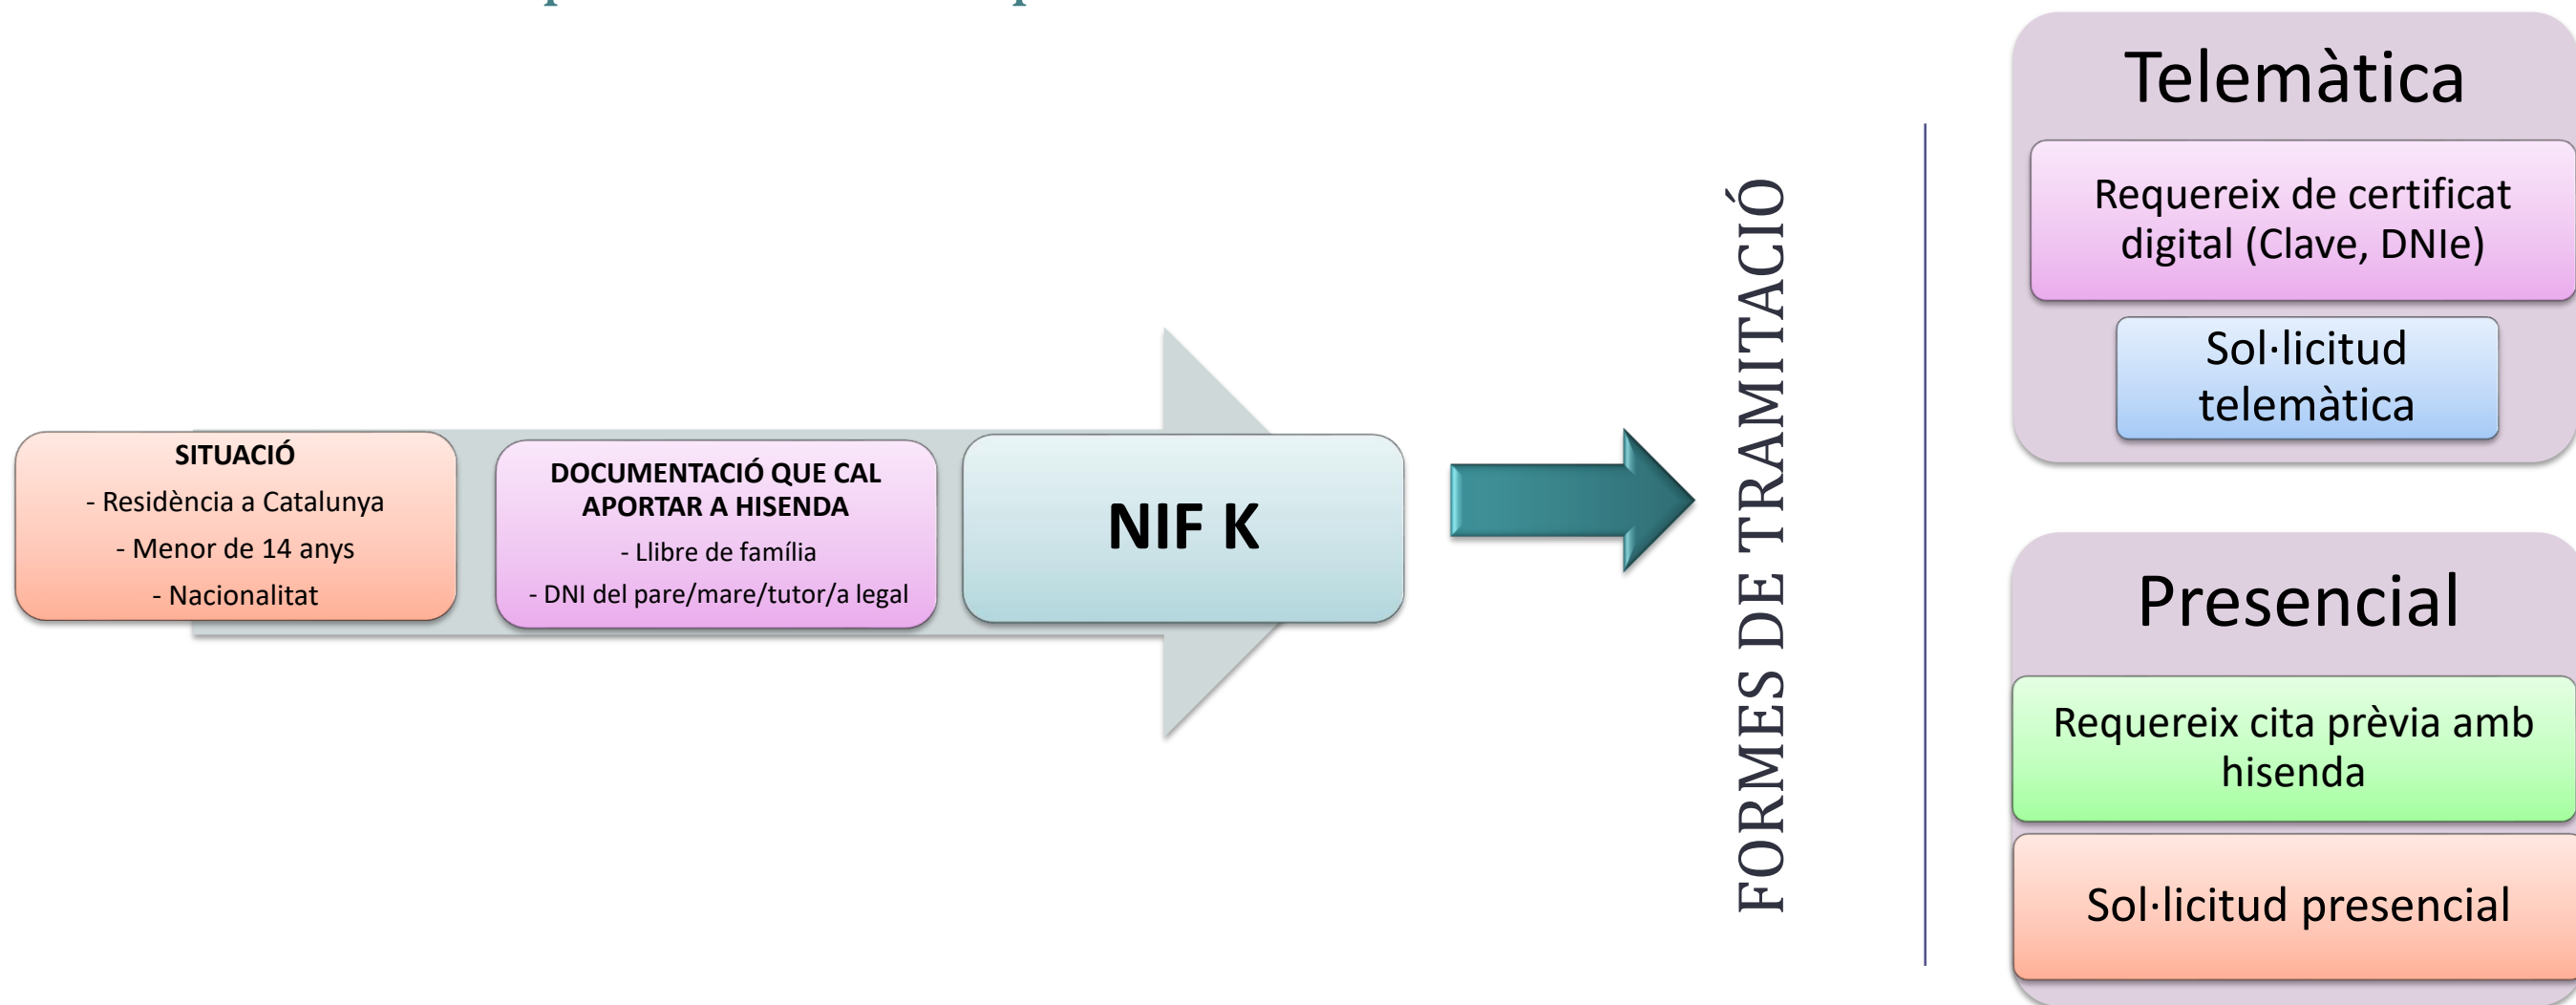 SITUACIÓ
- Residència a Catalunya
- Menor de 14 anys
- Nacionalitat
DOCUMENTACIÓ QUE CAL
APORTAR A HISENDA
- Llibre de família
- DNI del pare/mare/tutor/a legal
NIF K
FORMES DE TRAMITACIÓ
Telemàtica
Requereix de certificat
digital (Clave, DNIe)
Sol·licitud
telemàtica
Presencial
Requereix cita prèvia amb
hisenda
Sol·licitud presencial